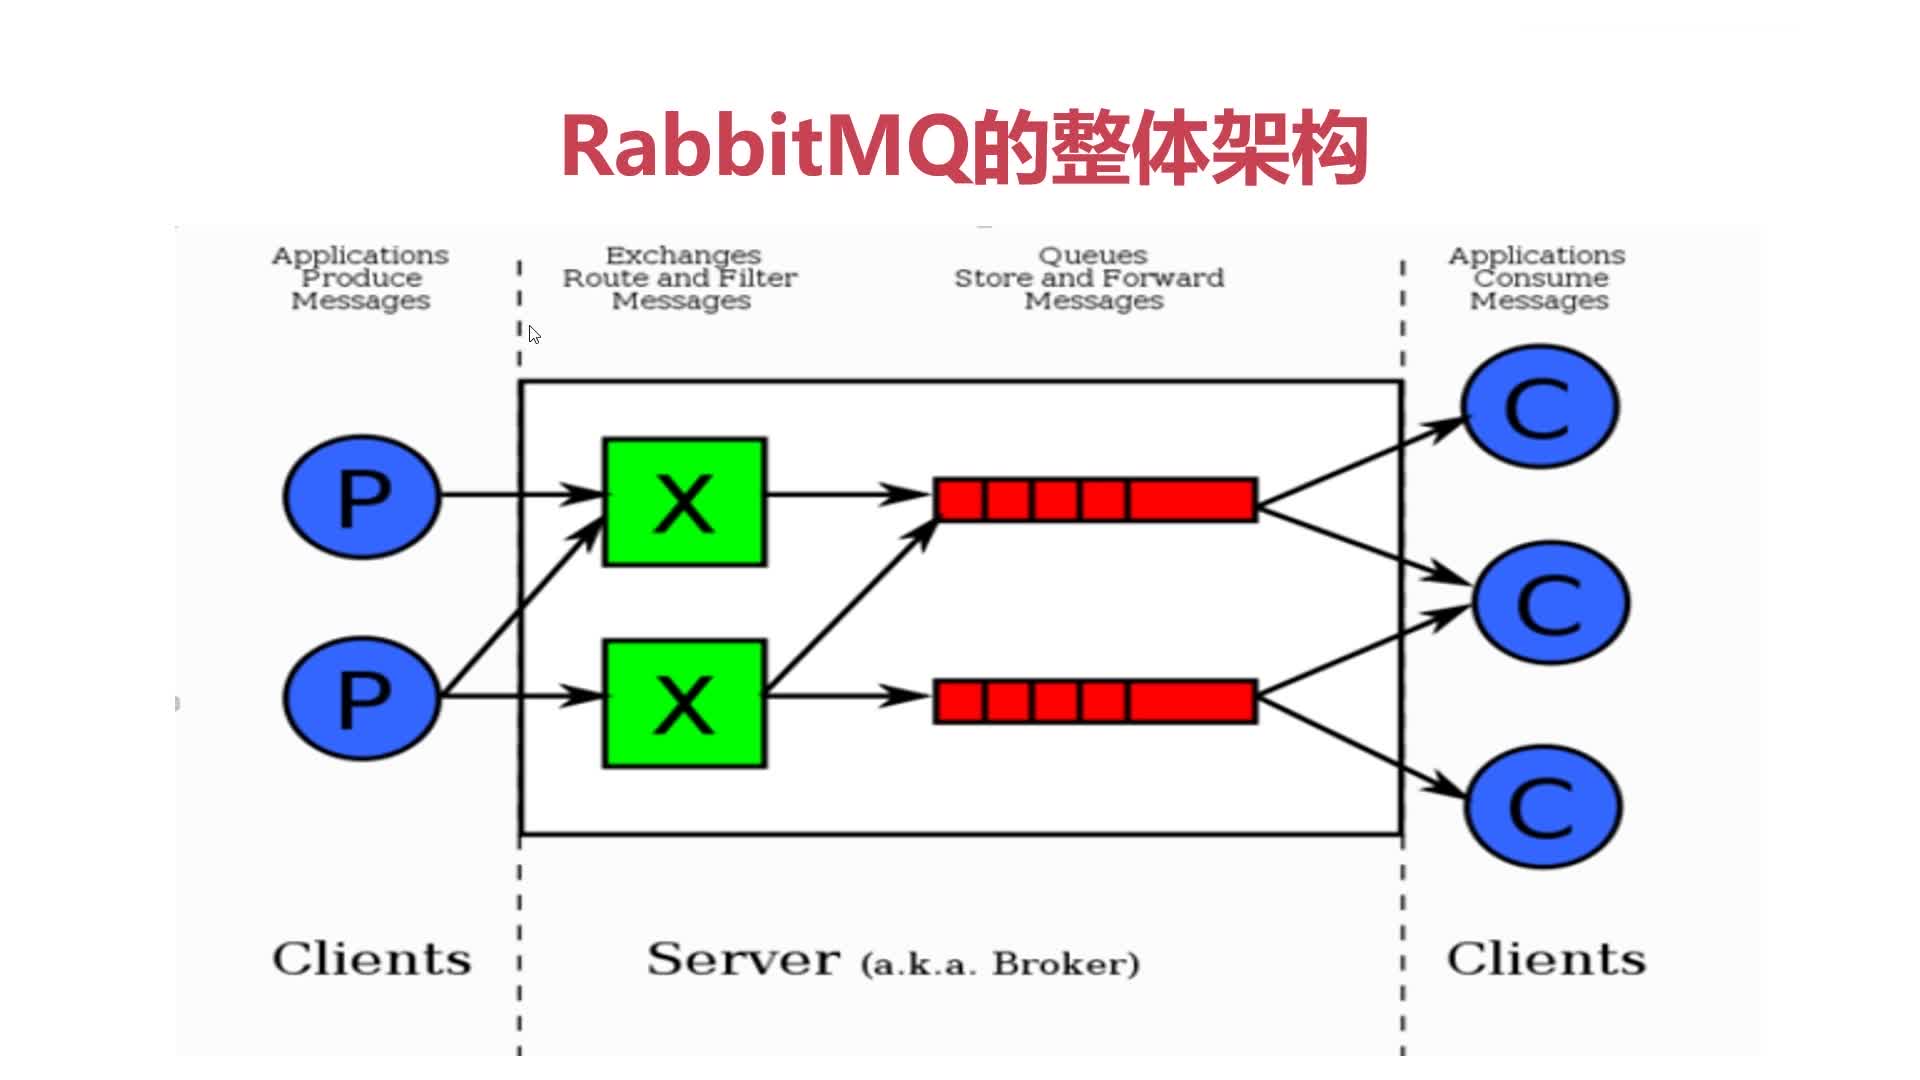 RabbitMQ的整体架构
Applications
Produce
Messages
Exchanges
Route and Filter
Messages
Queues
Store and Forward
Messages
Applications
Consume
Messages
P
X
C
C
P
X
C
Clients
Server (a.k.a. Broker)
Clients